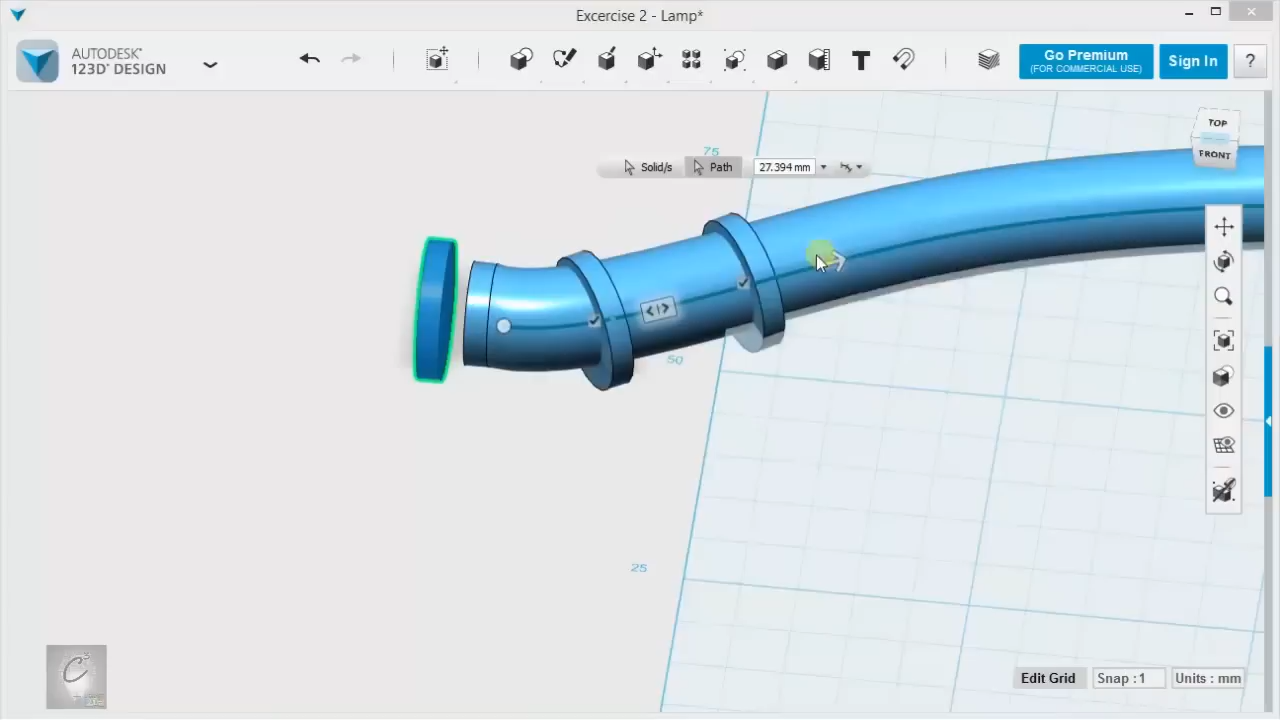 Excercise 2 - Lamp*
AUTODESK®
123D® DESIGN
T
Go Premium
(FOR COMMERCIAL USE)
Sign In
?
TOP
FRONT
75
Solid/s
Path
27.394 mm
50
25
Edit Grid
Snap : 1
Units : mm